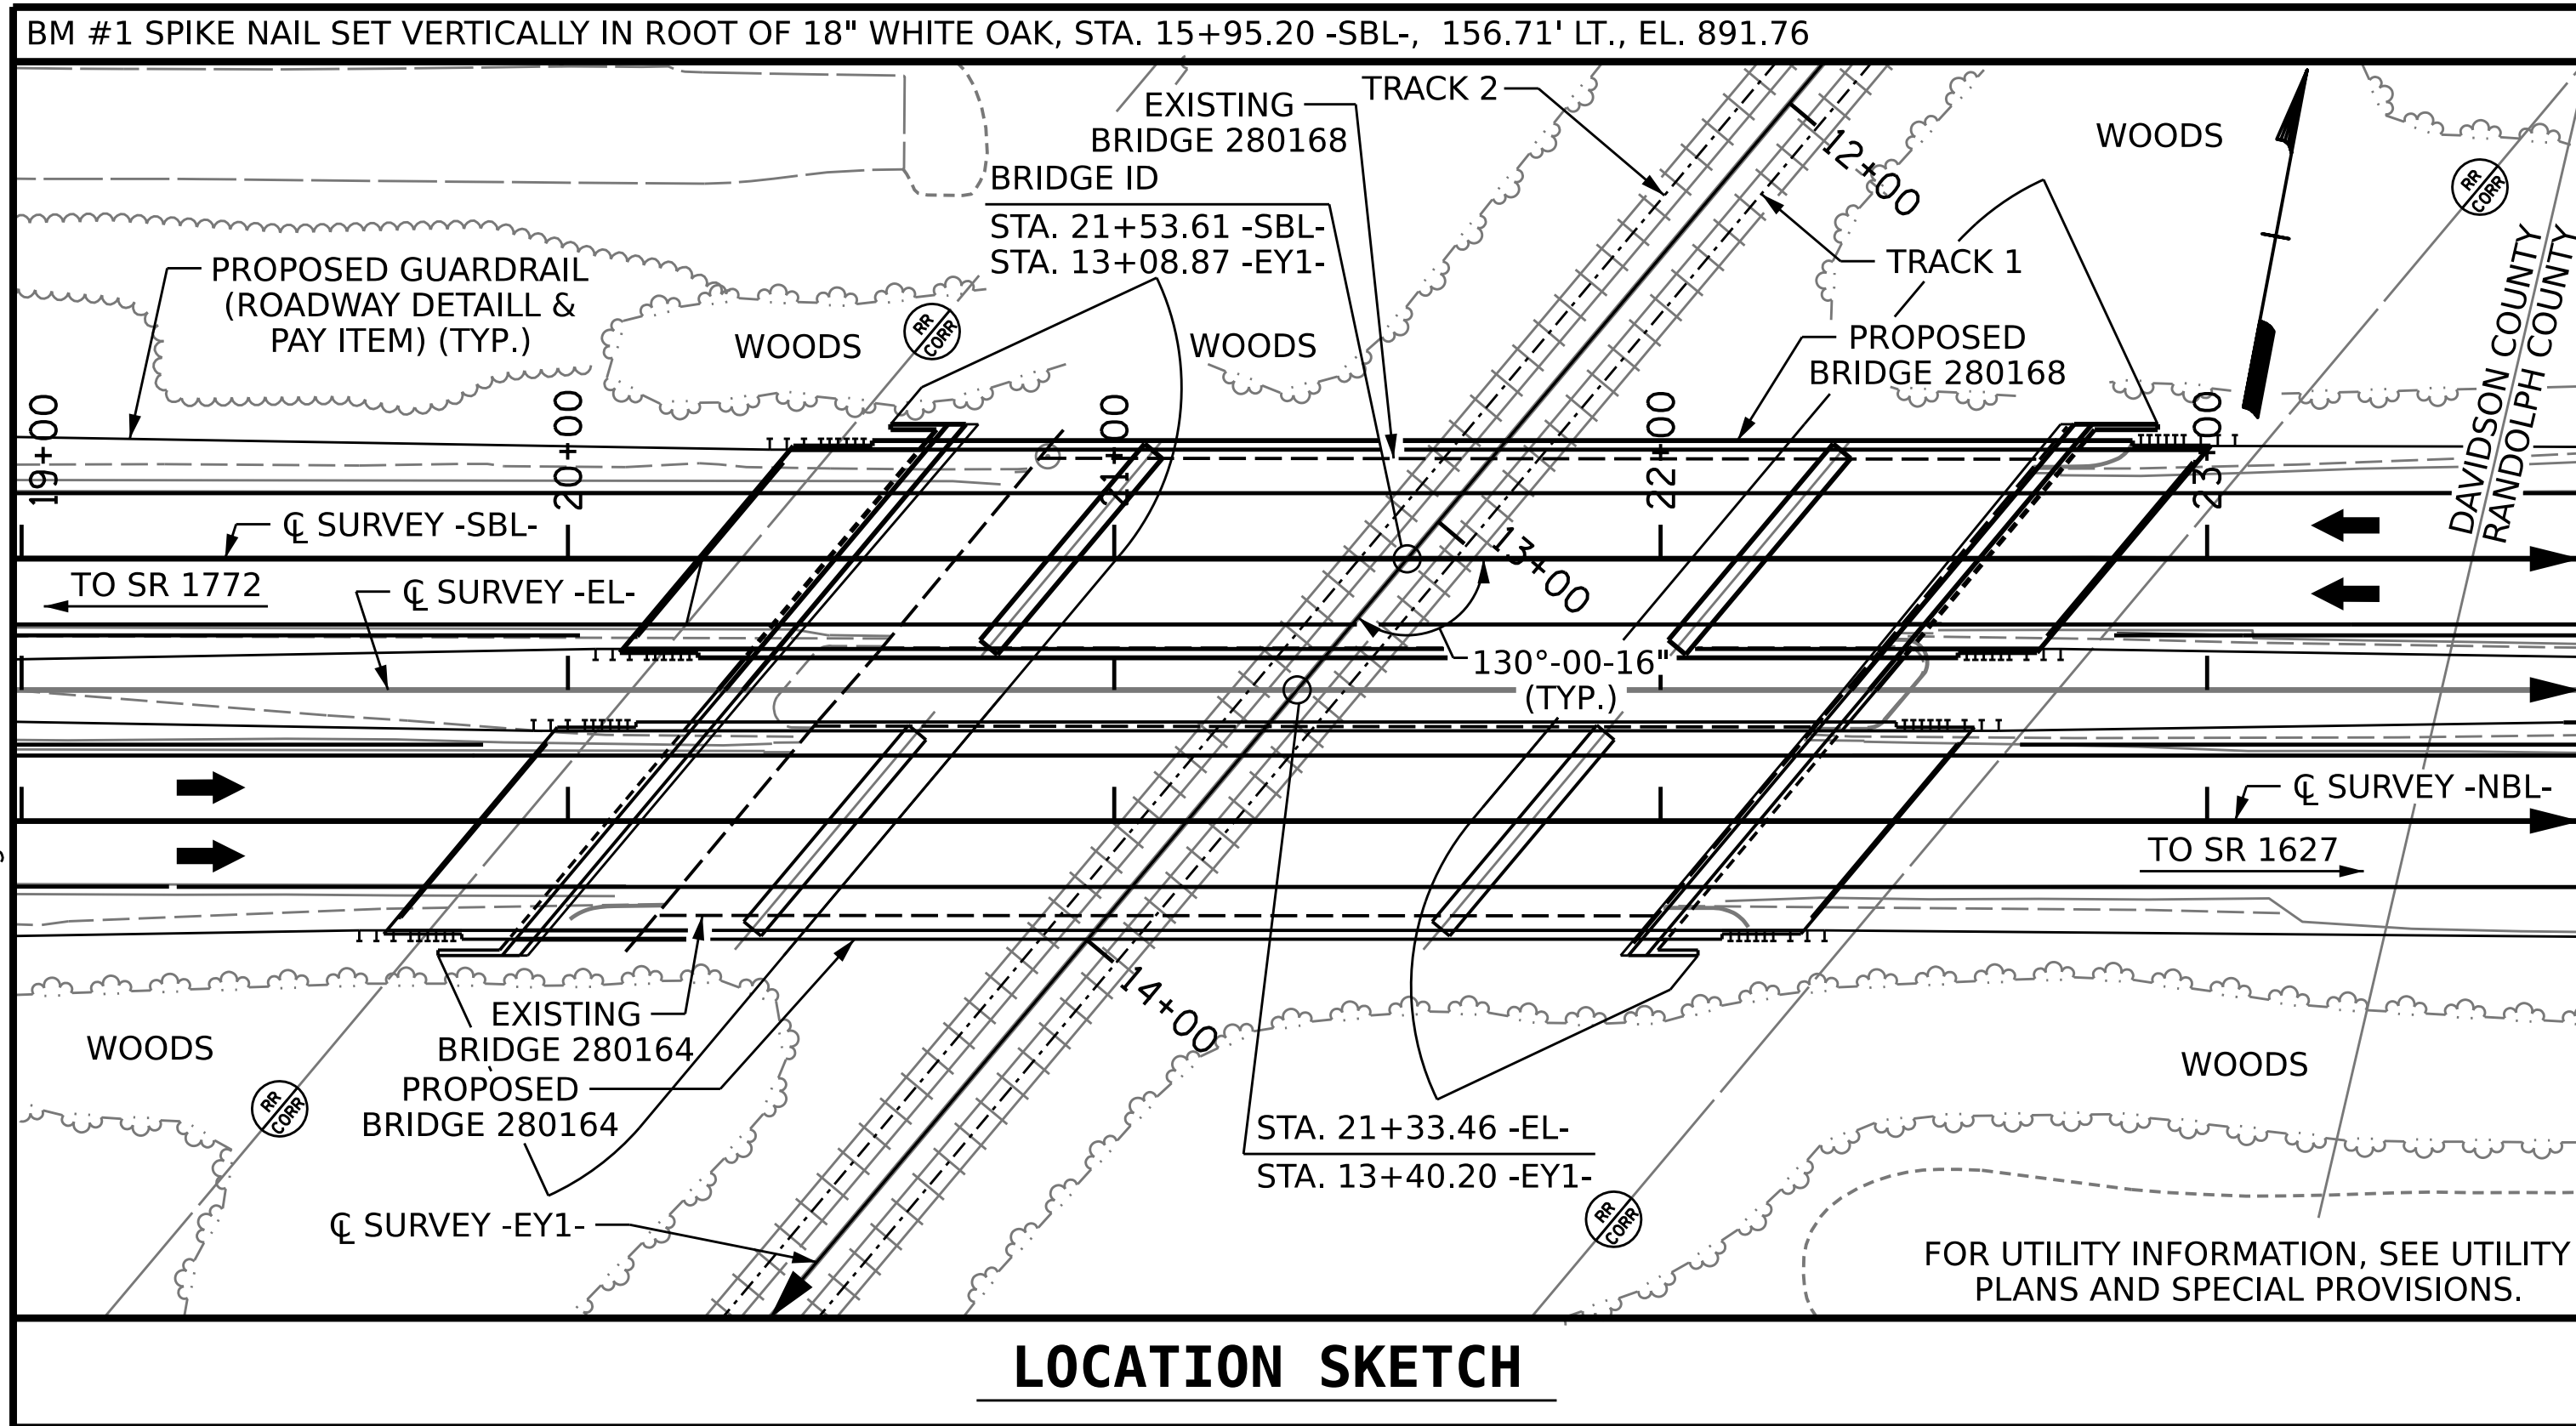 BM #1 SPIKE NAIL SET VERTICALLY IN ROOT OF 18" WHITE OAK, STA. 15+95.20 -SBL-, 156.71' LT., EL. 891.76
TRACK 2
EXISTING
BRIDGE 280168
BRIDGE ID
STA. 21+53.61 -SBL-
STA. 13+08.87 -EY1-
12+00
WOODS
RR
CORR
TRACK 1
PROPOSED GUARDRAIL
(ROADWAY DETAILL &
PAY ITEM) (TYP.)
WOODS
RR
CORR
WOODS
PROPOSED
BRIDGE 280168
DAVIDSON COUNTY
RANDOLPH COUNTY
19+00
20+00
21+00
22+00
23+00
℄ SURVEY -SBL-
13+00
TO SR 1772
℄ SURVEY -EL-
130°-00-16"
(TYP.)
℄ SURVEY -NBL-
TO SR 1627
14+00
EXISTING
BRIDGE 280164
WOODS
WOODS
PROPOSED
BRIDGE 280164
RR
CORR
STA. 21+33.46 -EL-
STA. 13+40.20 -EY1-
RR
CORR
℄ SURVEY -EY1-
FOR UTILITY INFORMATION, SEE UTILITY
PLANS AND SPECIAL PROVISIONS.
LOCATION SKETCH